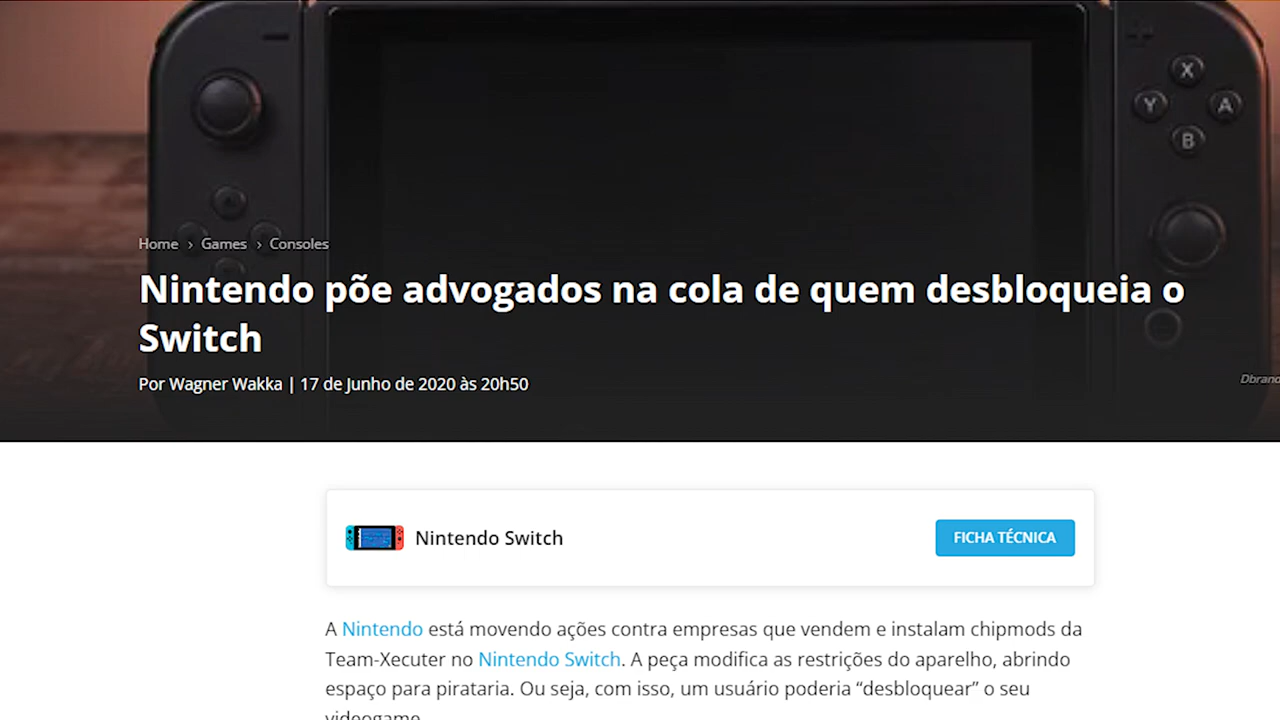 X
Y
A
B
Home › Games › Consoles
Nintendo põe advogados na cola de quem desbloqueia o
Switch
Por Wagner Wakka | 17 de Junho de 2020 às 20h50
Dbrand
Nintendo Switch
FICHA TÉCNICA
A Nintendo está movendo ações contra empresas que vendem e instalam chipmods da
Team-Xecuter no Nintendo Switch. A peça modifica as restrições do aparelho, abrindo
espaço para pirataria. Ou seja, com isso, um usuário poderia “desbloquear” o seu
videogame.